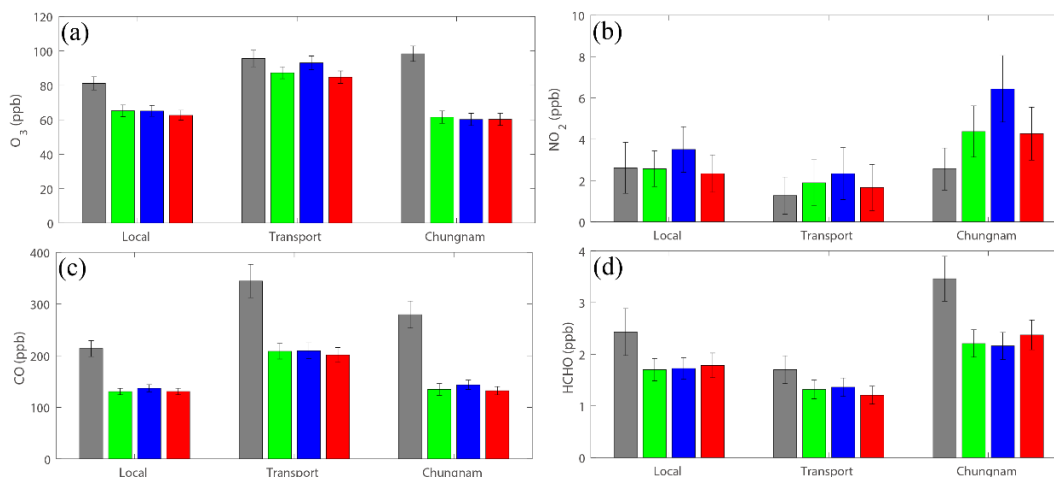 (a)
O3 (ppb)
120
100
80
60
40
20
0
Local Transport Chungnam
(b)
NO2 (ppb)
10
8
6
4
2
0
Local Transport Chungnam
(c)
CO (ppb)
400
300
200
100
0
Local Transport Chungnam
(d)
HCHO (ppb)
4
3
2
1
0
Local Transport Chungnam